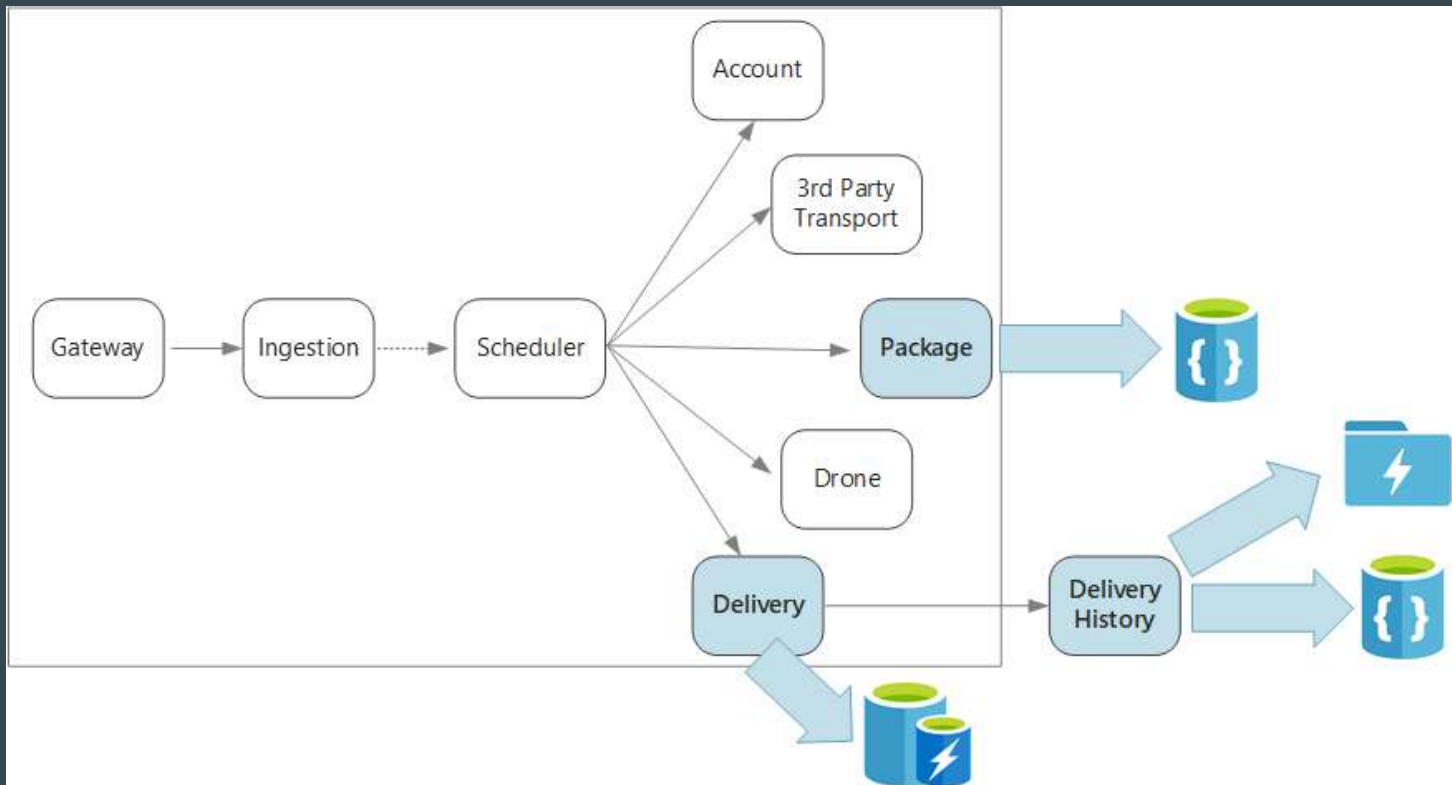 Account
3rd Party
Transport
Gateway
Ingestion
Scheduler
Package
Drone
Delivery
Delivery
History
{ }
{ }